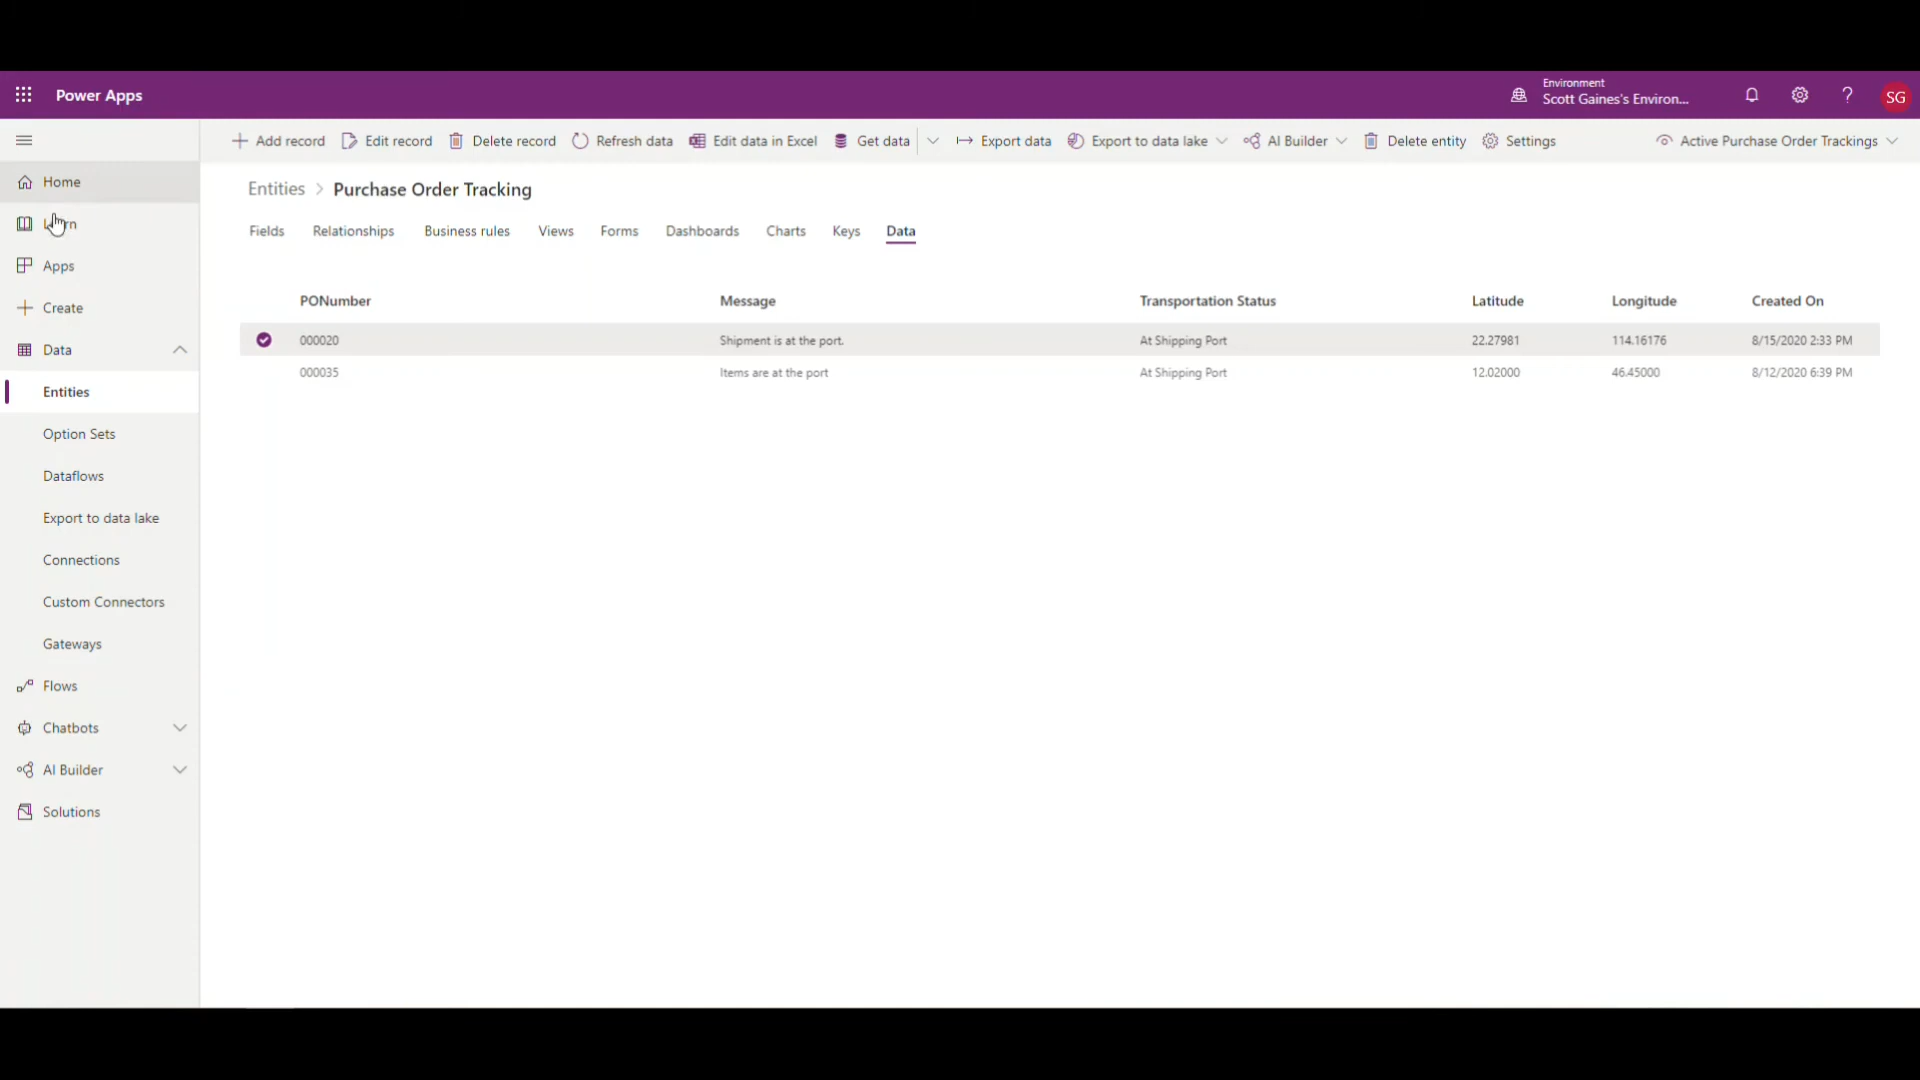 Power Apps
Environment
Scott Gaines's Environ...
?
SG
Add record
Edit record
Delete record
Refresh data
Edit data in Excel
Get data
Export data
Export to data lake
AI Builder
Delete entity
Settings
Active Purchase Order Trackings
Home
Entities > Purchase Order Tracking
Fields Relationships Business rules Views Forms Dashboards Charts Keys Data
Apps
Create
Data
Entities
Option Sets
Dataflows
Export to data lake
Connections
Custom Connectors
Gateways
Flows
Chatbots
AI Builder
Solutions
PONumber Message Transportation Status Latitude Longitude Created On
000020 Shipment is at the port. At Shipping Port 22.27981 114.16176 8/15/2020 2:33 PM
000035 Items are at the port At Shipping Port 12.02000 46.45000 8/12/2020 6:39 PM